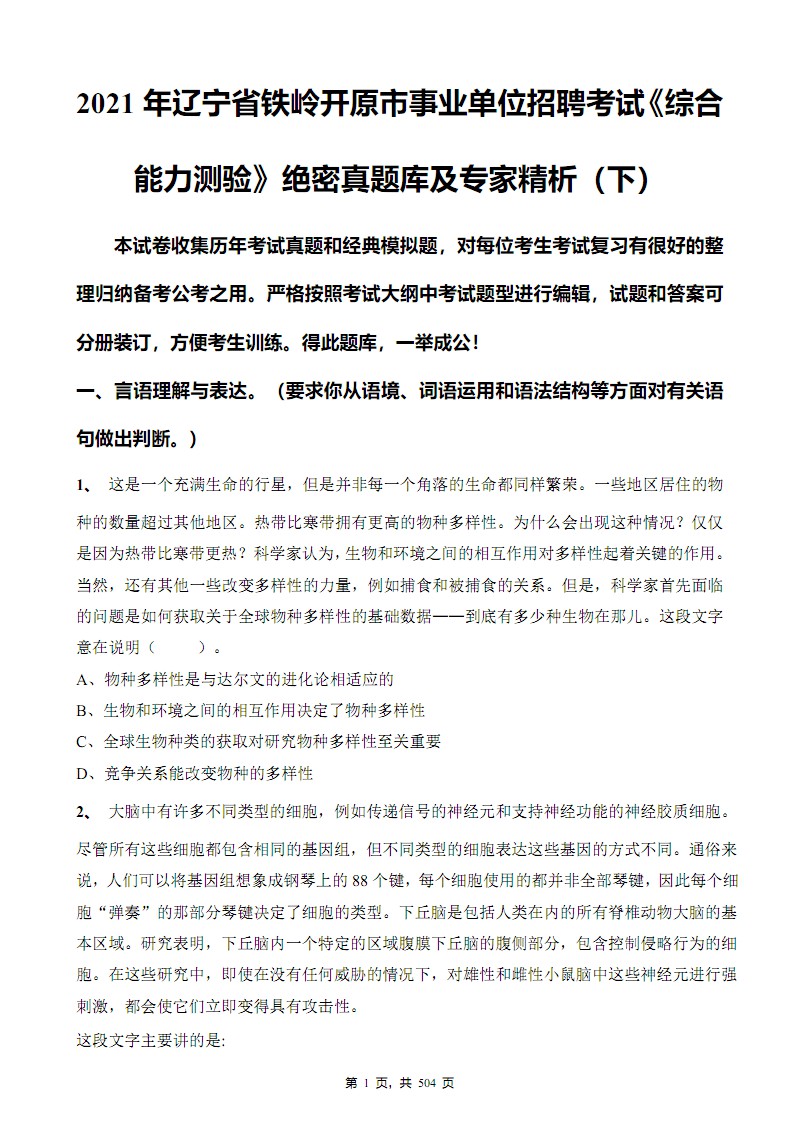 2021 年辽宁省铁岭开原市事业单位招聘考试《综合
能力测验》绝密真题库及专家精析（下）
本试卷收集历年考试真题和经典模拟题，对每位考生考试复习有很好的整
理归纳备考公考之用。严格按照考试大纲中考试题型进行编辑，试题和答案可
分册装订，方便考生训练。得此题库，一举成公！
一、言语理解与表达。（要求你从语境、词语运用和语法结构等方面对有关语
句做出判断。）
1、 这是一个充满生命的行星，但是并非每一个角落的生命都同样繁荣。一些地区居住的物
种的数量超过其他地区。热带比寒带拥有更高的物种多样性。为什么会出现这种情况？仅仅
是因为热带比寒带更热？科学家认为，生物和环境之间的相互作用对多样性起着关键的作用。
当然，还有其他一些改变多样性的力量，例如捕食和被捕食的关系。但是，科学家首先面临
的问题是如何获取关于全球物种多样性的基础数据——到底有多少种生物在那儿。这段文字
意在说明（　　）。
A、物种多样性是与达尔文的进化论相适应的
B、生物和环境之间的相互作用决定了物种多样性
C、全球生物种类的获取对研究物种多样性至关重要
D、竞争关系能改变物种的多样性
2、 大脑中有许多不同类型的细胞，例如传递信号的神经元和支持神经功能的神经胶质细胞。
尽管所有这些细胞都包含相同的基因组，但不同类型的细胞表达这些基因的方式不同。通俗来
说，人们可以将基因组想象成钢琴上的 88 个键，每个细胞使用的都并非全部琴键，因此每个细
胞“弹奏”的那部分琴键决定了细胞的类型。下丘脑是包括人类在内的所有脊椎动物大脑的基
本区域。研究表明，下丘脑内一个特定的区域腹膜下丘脑的腹侧部分，包含控制侵略行为的细
胞。在这些研究中，即使在没有任何威胁的情况下，对雄性和雌性小鼠脑中这些神经元进行强
刺激，都会使它们立即变得具有攻击性。
这段文字主要讲的是:
第 1 页，共 504 页